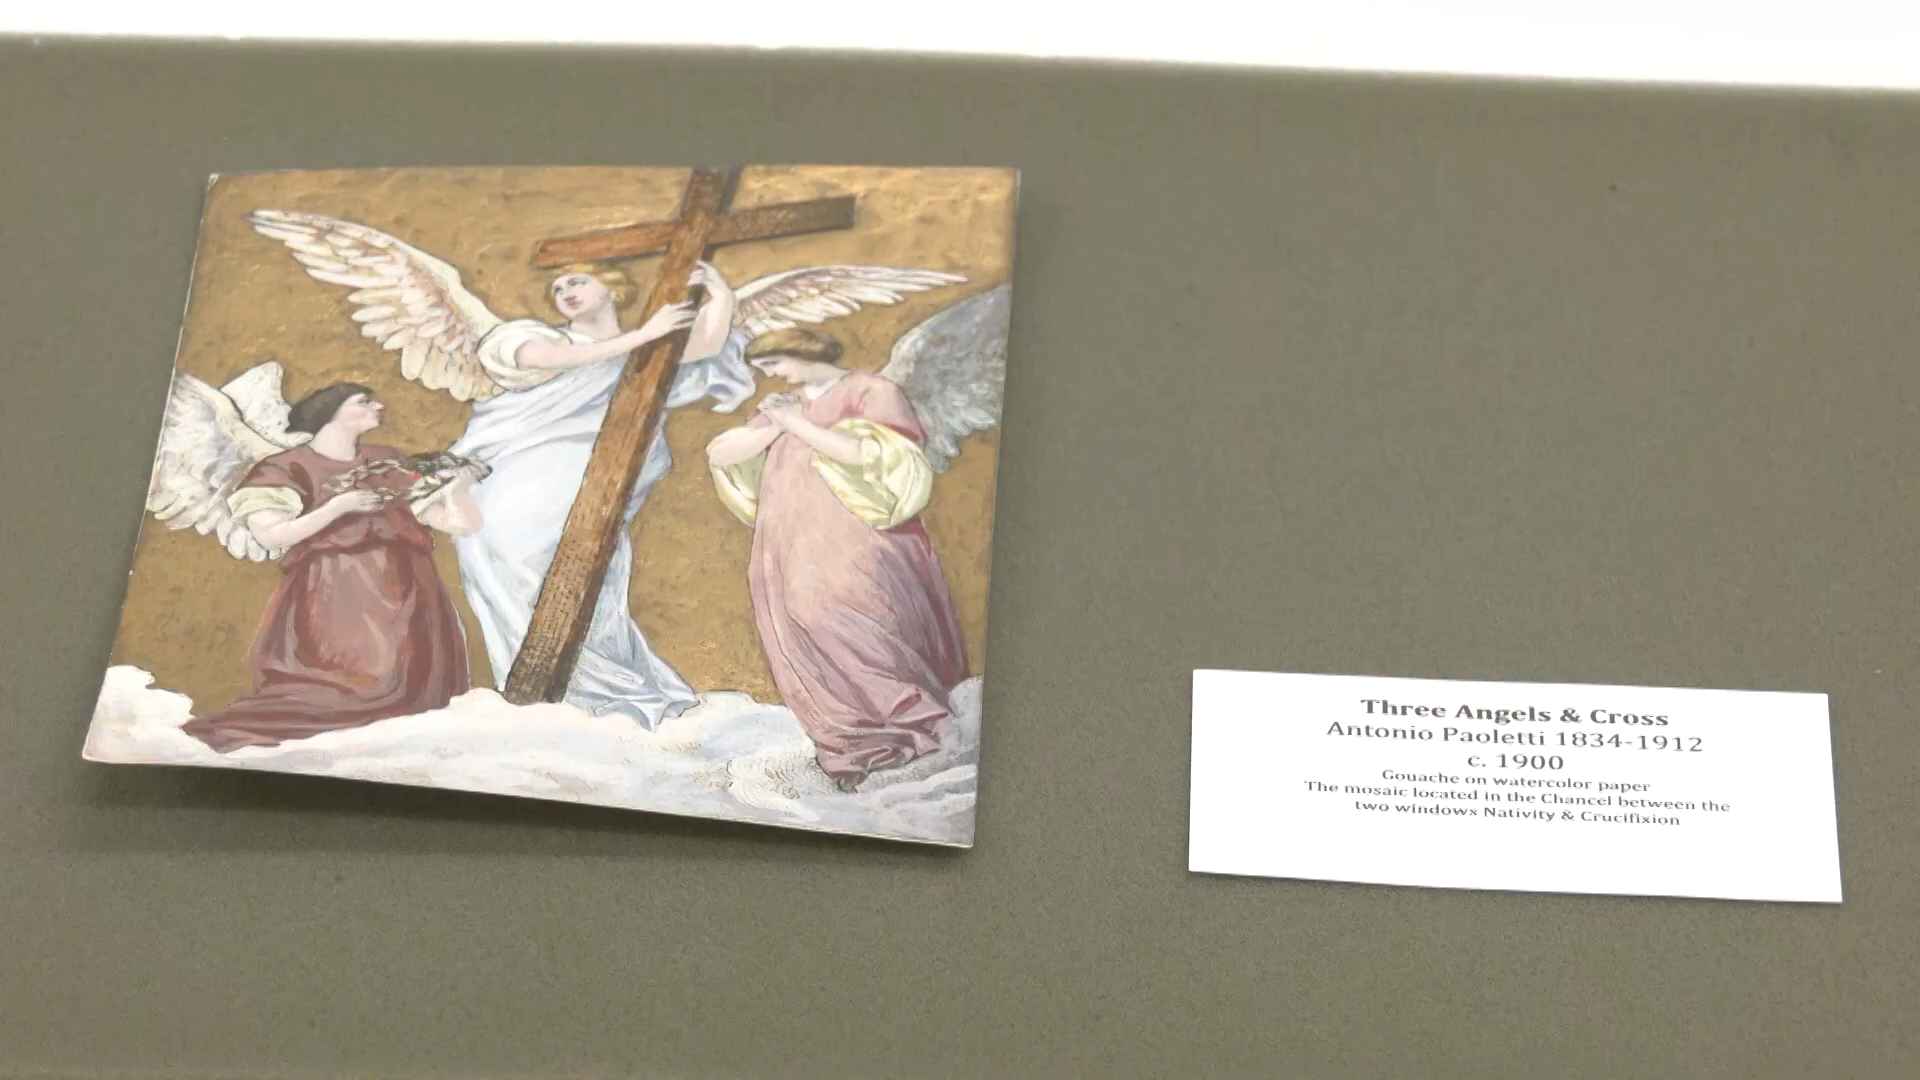 Three Angels & Cross
Antonio Paoletti 1834-1912
c. 1900
Gouache on watercolor paper
The mosaic located in the Chancel between the
two windows Nativity & Crucifixion